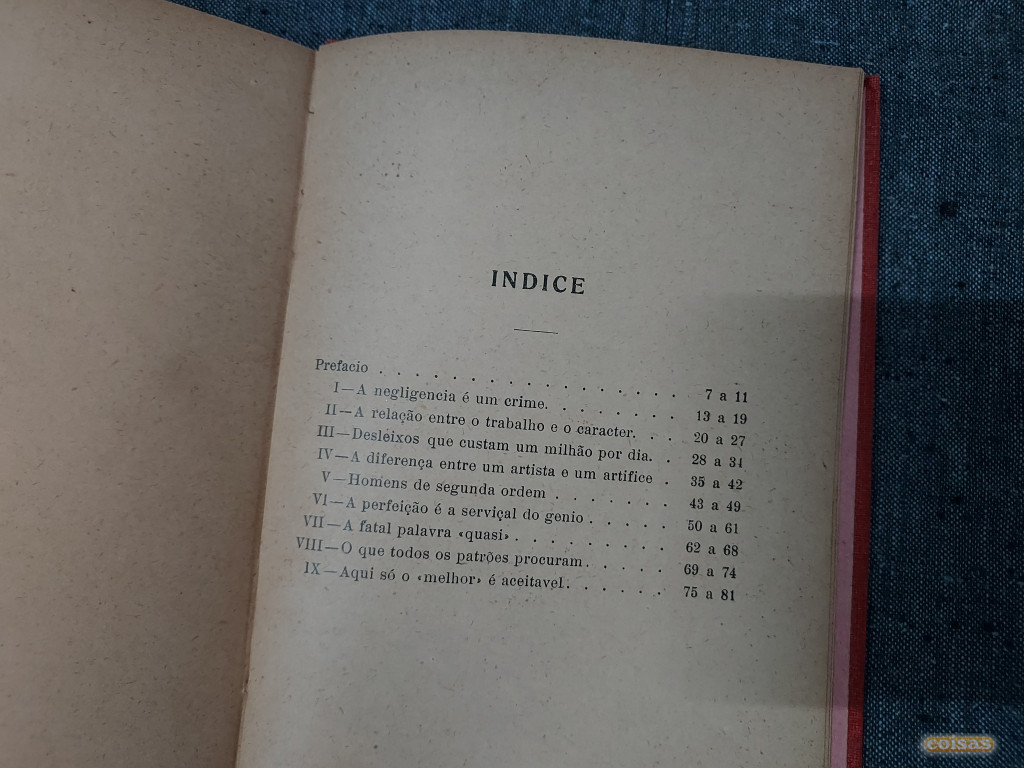 INDICE
Prefacio . . . . . . . . . . . . . . . . . . 7 a 11
I—A negligencia é um crime. . . . . . . . 13 a 19
II—A relação entre o trabalho e o caracter. . . 20 a 27
III—Desleixos que custam um milhão por dia. . 28 a 34
IV—A diferença entre um artista e um artifice . 35 a 42
V—Homens de segunda ordem . . . . . . . 43 a 49
VI—A perfeição é a serviçal do genio . . . . . 50 a 61
VII—A fatal palavra «quasi» . . . . . . . . . 62 a 68
VIII—O que todos os patrões procuram. . . . . 69 a 74
IX—Aqui só o «melhor» é aceitavel. . . . . . 75 a 81
coisas